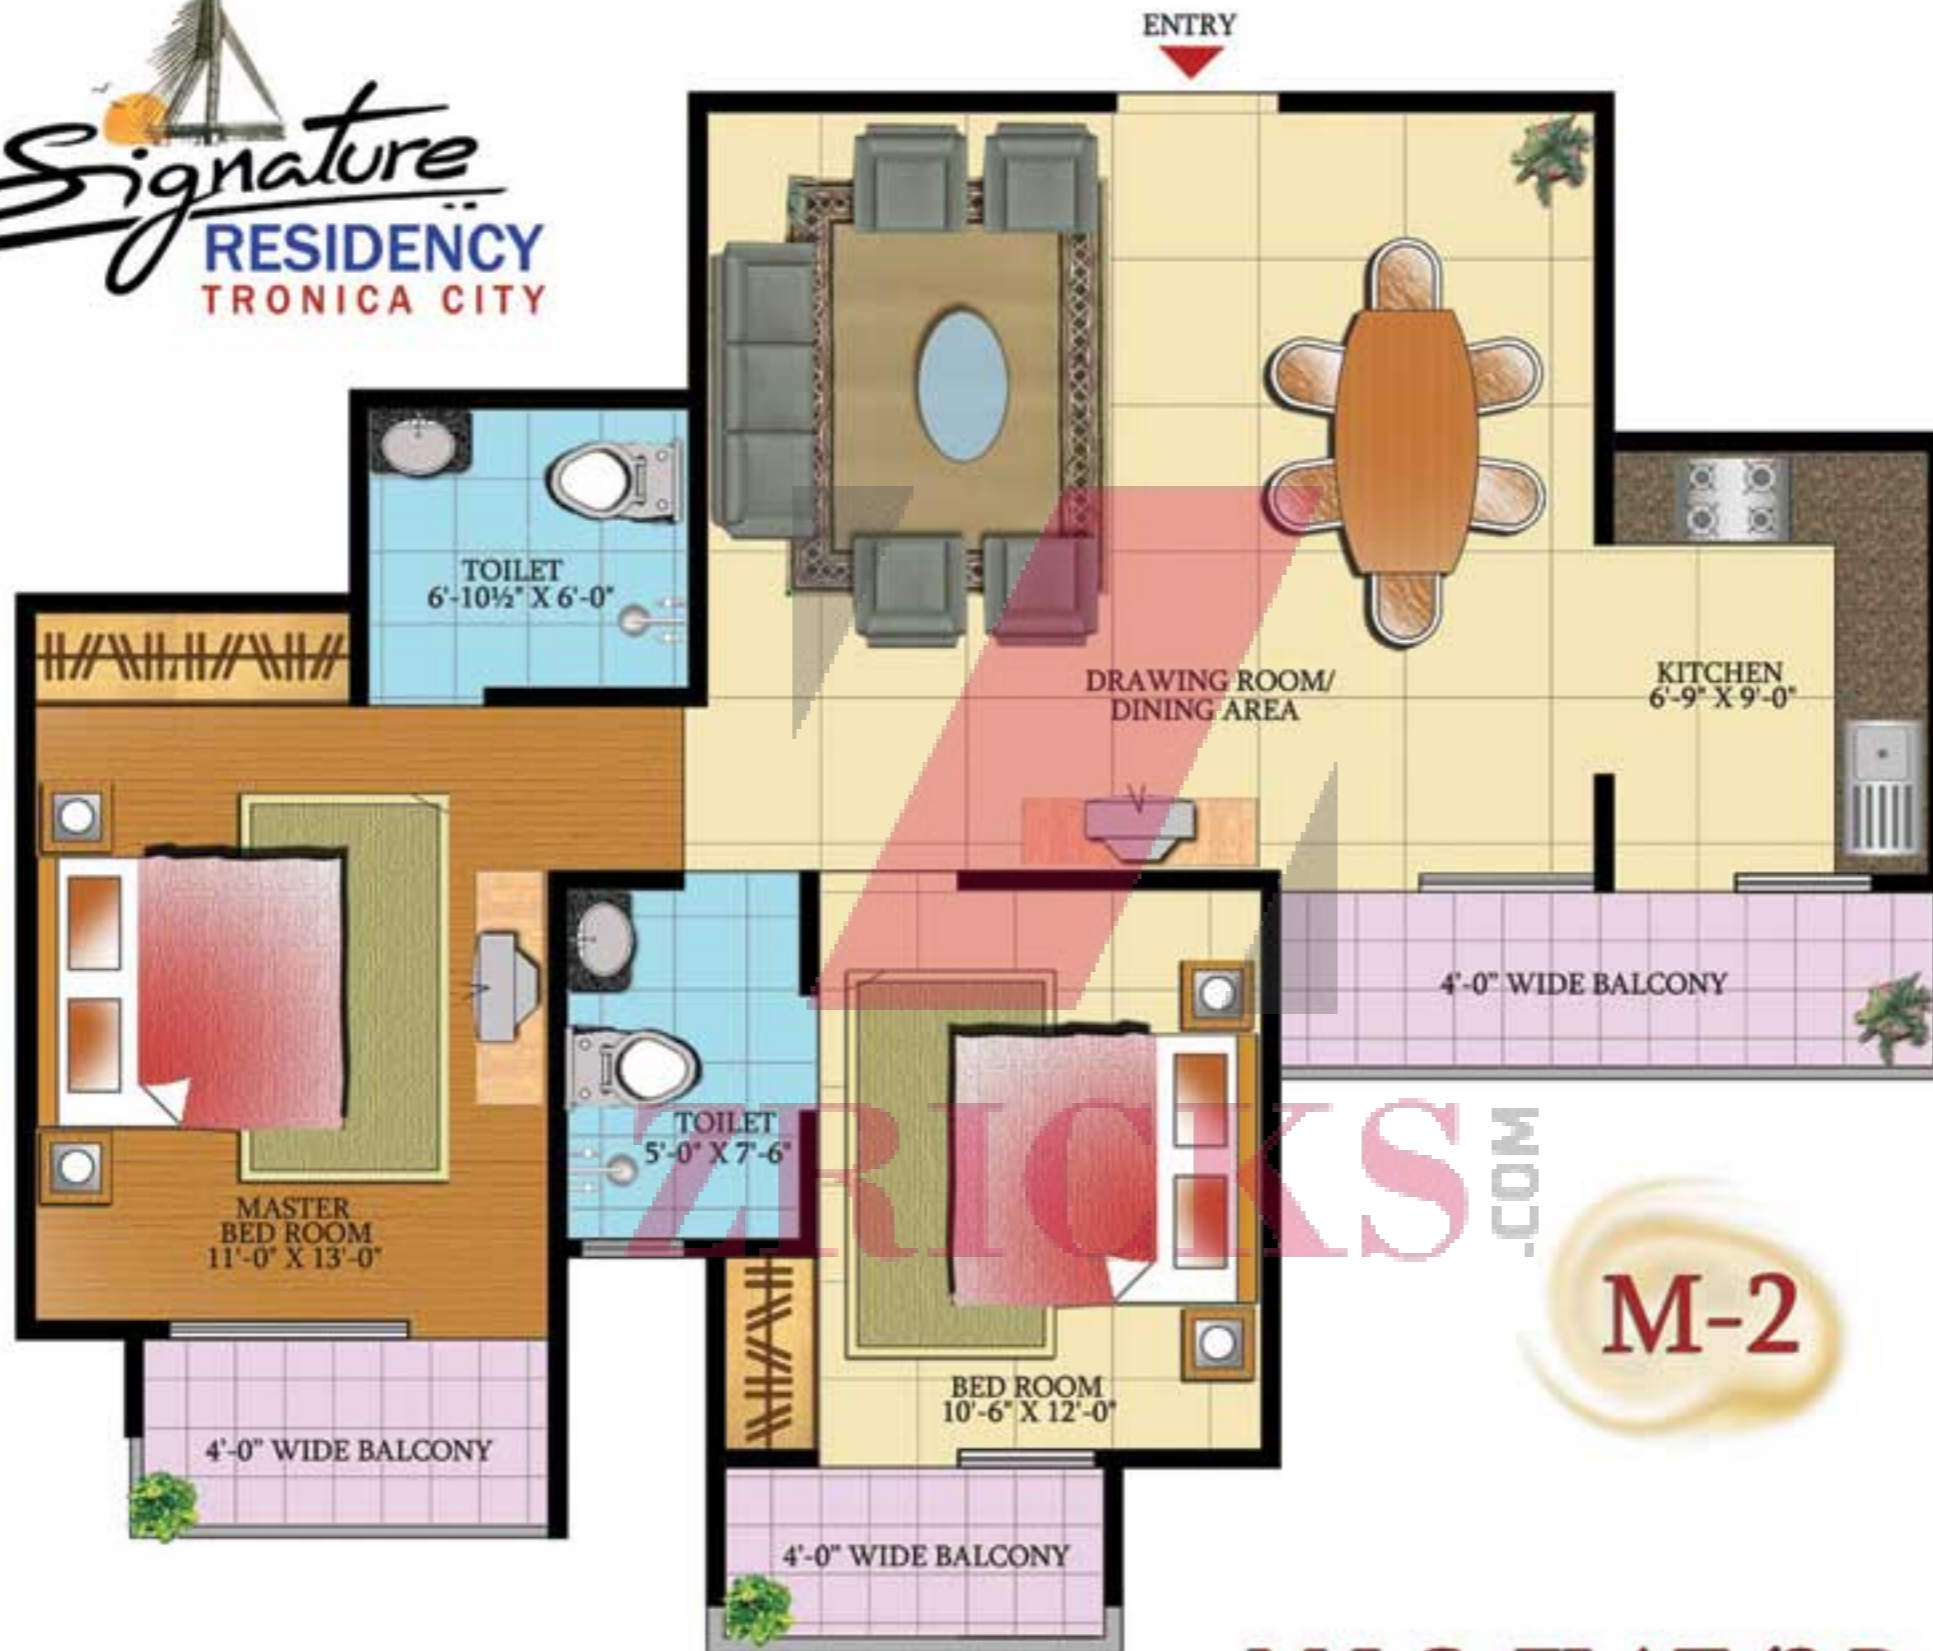 ENTRY
Signature
RESIDENCY
TRONICA CITY
TOILET
6'-10½" X 6'-0"
DRAWING ROOM/
DINING AREA
KITCHEN
6'-9" X 9'-0"
4'-0" WIDE BALCONY
TOILET
5'-0" X 7'-6"
ZRICKS
.COM
MASTER
BED ROOM
11'-0" X 13'-0"
M-2
BED ROOM
10'-6" X 12'-0"
4'-0" WIDE BALCONY
4'-0" WIDE BALCONY